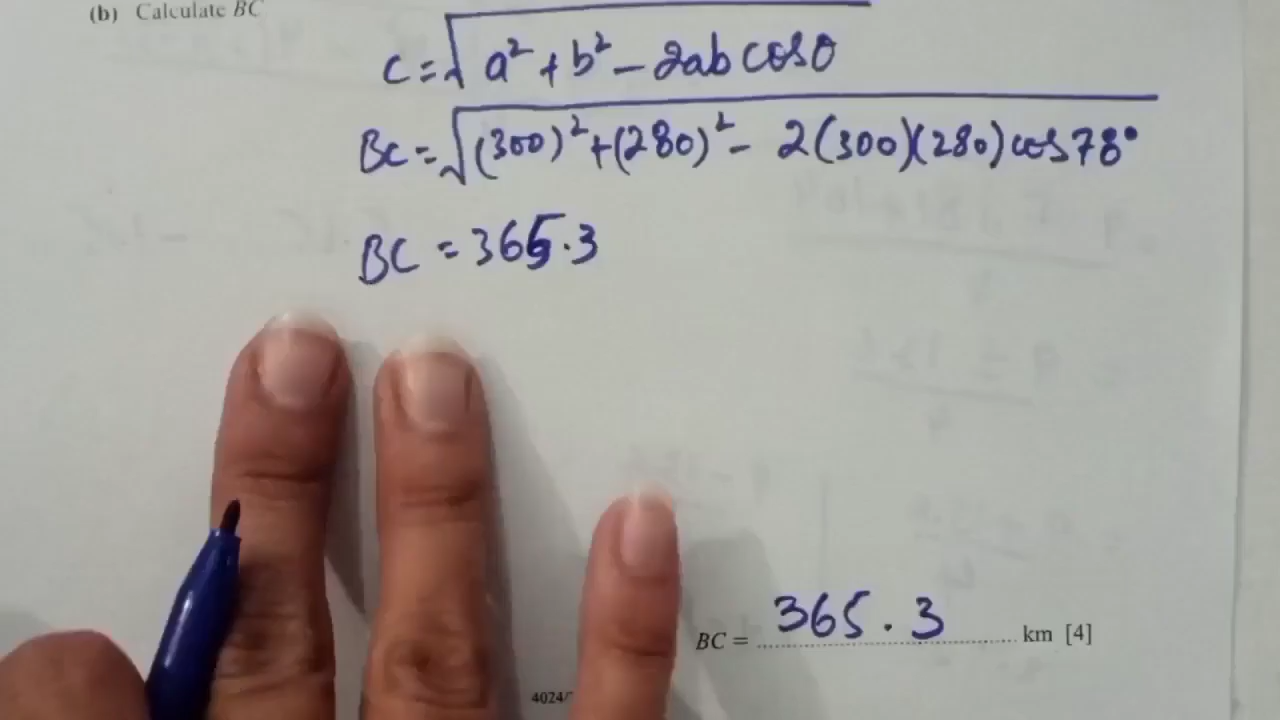 (b) Calculate BC
c = √a² + b² - 2ab cosθ
BC = √(300)² + (280)² - 2(300)(280) cos 78°
BC = 365.3
BC = 365.3 km [4]
4024/